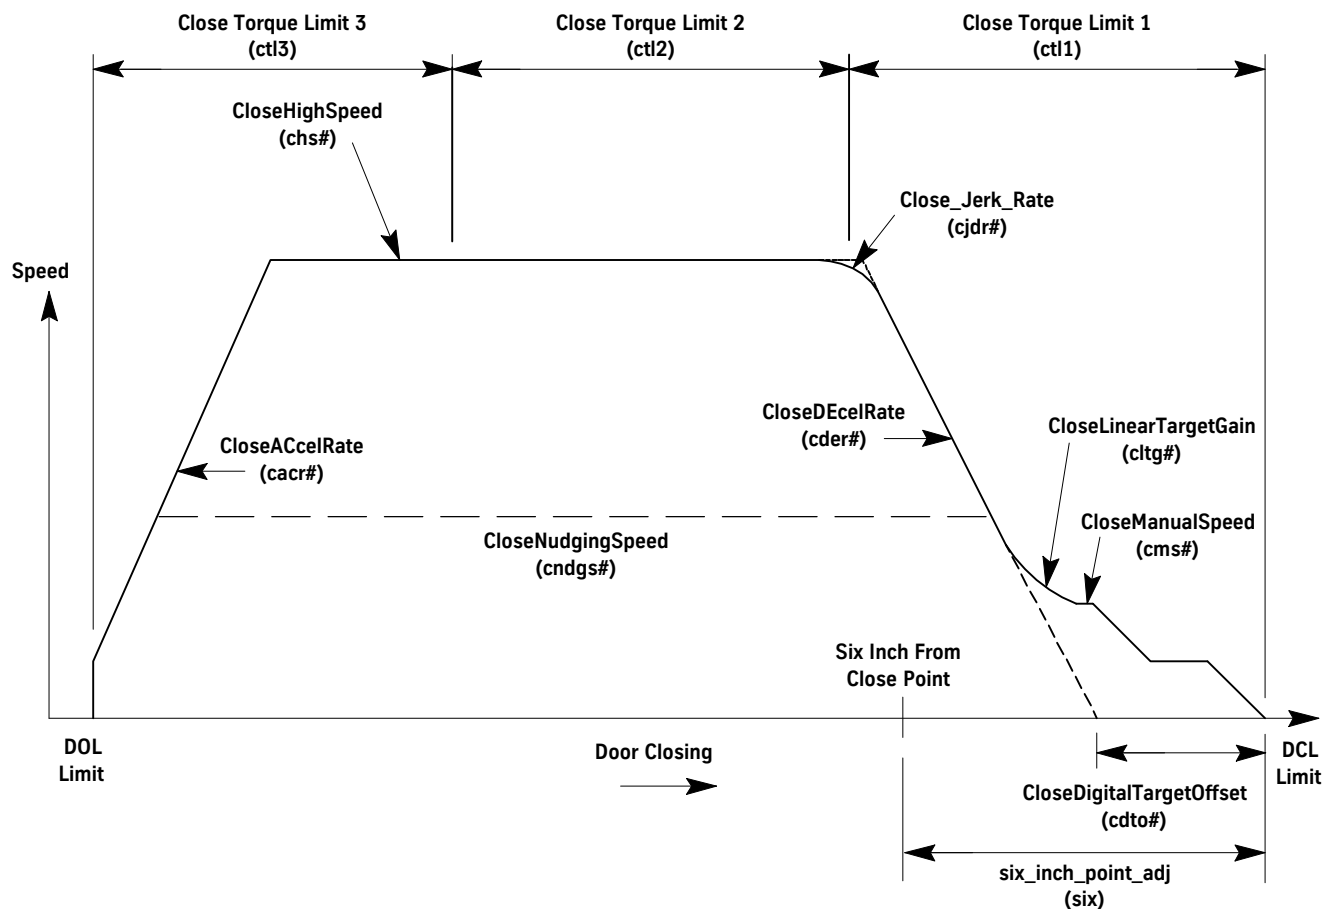 Close Torque Limit 3
(ctl3)
Close Torque Limit 2
(ctl2)
Close Torque Limit 1
(ctl1)
CloseHighSpeed
(chs#)
Close_Jerk_Rate
(cjdr#)
Speed
CloseACcelRate
(cacr#)
CloseDEcelRate
(cder#)
CloseLinearTargetGain
(cltg#)
CloseNudgingSpeed
(cndgs#)
CloseManualSpeed
(cms#)
Six Inch From
Close Point
DOL
Limit
Door Closing
DCL
Limit
CloseDigitalTargetOffset
(cdto#)
six_inch_point_adj
(six)